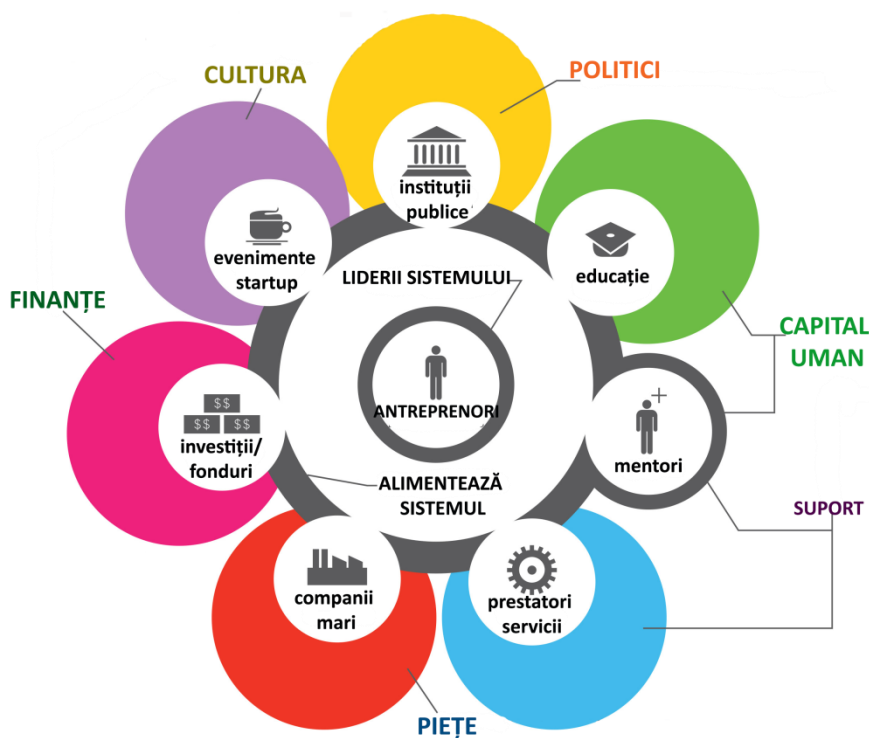 CULTURA
POLITICI
instituții
publice
evenimente
startup
educație
LIDERII SISTEMULUI
FINANȚE
CAPITAL
UMAN
ANTREPRENORI
$$
$$ $$
investiții/
fonduri
mentori
ALIMENTEAZĂ
SISTEMUL
SUPORT
companii
mari
prestatori
servicii
PIEȚE